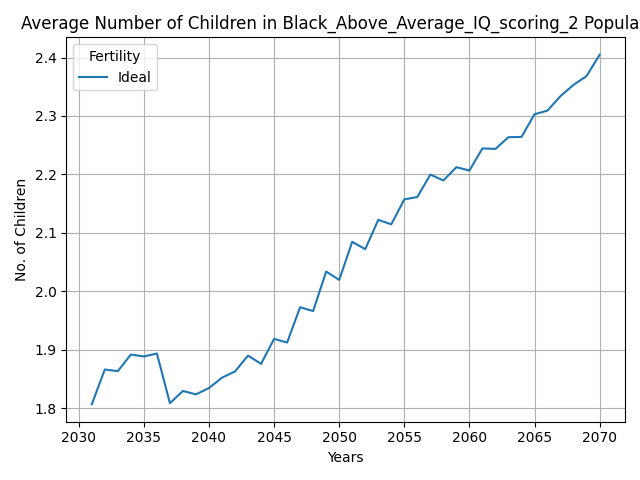 Average Number of Children in Black_Above_Average_IQ_scoring_2 Popula
Fertility
Ideal
2.4
2.3
2.2
2.1
2.0
1.9
1.8
No. of Children
2030 2035 2040 2045 2050 2055 2060 2065 2070
Years